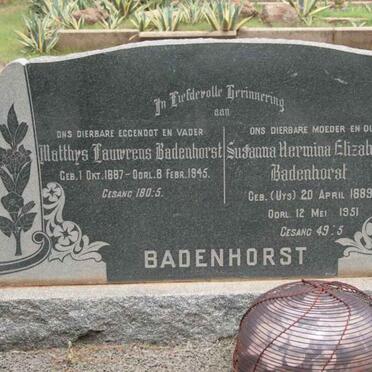 In Liefdevolle Herinnering
aan
ONS DIERBARE EGGENOOT EN VADER
Matthys Lauwrens Badenhorst
GEB. 1 OKT. 1887 – OORL. 8 FEBR. 1945.
GESANG 180:5.
ONS DIERBARE MOEDER EN
Susanna Hermina
Badenhorst
GEB. (UYS) 20 APRIL 1889
OORL. 12 MEI 1951
GESANG 49:5
BADENHORST